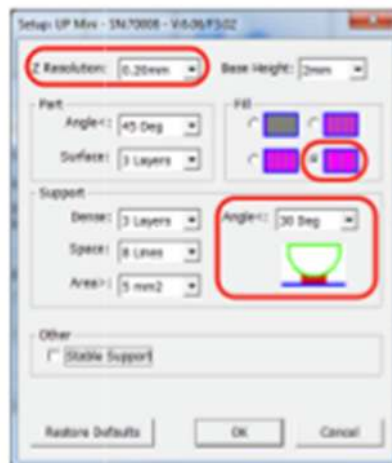 Setup: UP Mini - SN:70008 - V:6.06/F3.02
Z Resolution: 0.20mm Base Height: 2mm
Part Fill
Angle<: 45 Deg
Surface: 3 Layers
Support
Dense: 3 Layers Angle<: 30 Deg
Space: 8 Lines
Area>: 5 mm2
Other
Stable Support
Restore Defaults OK Cancel